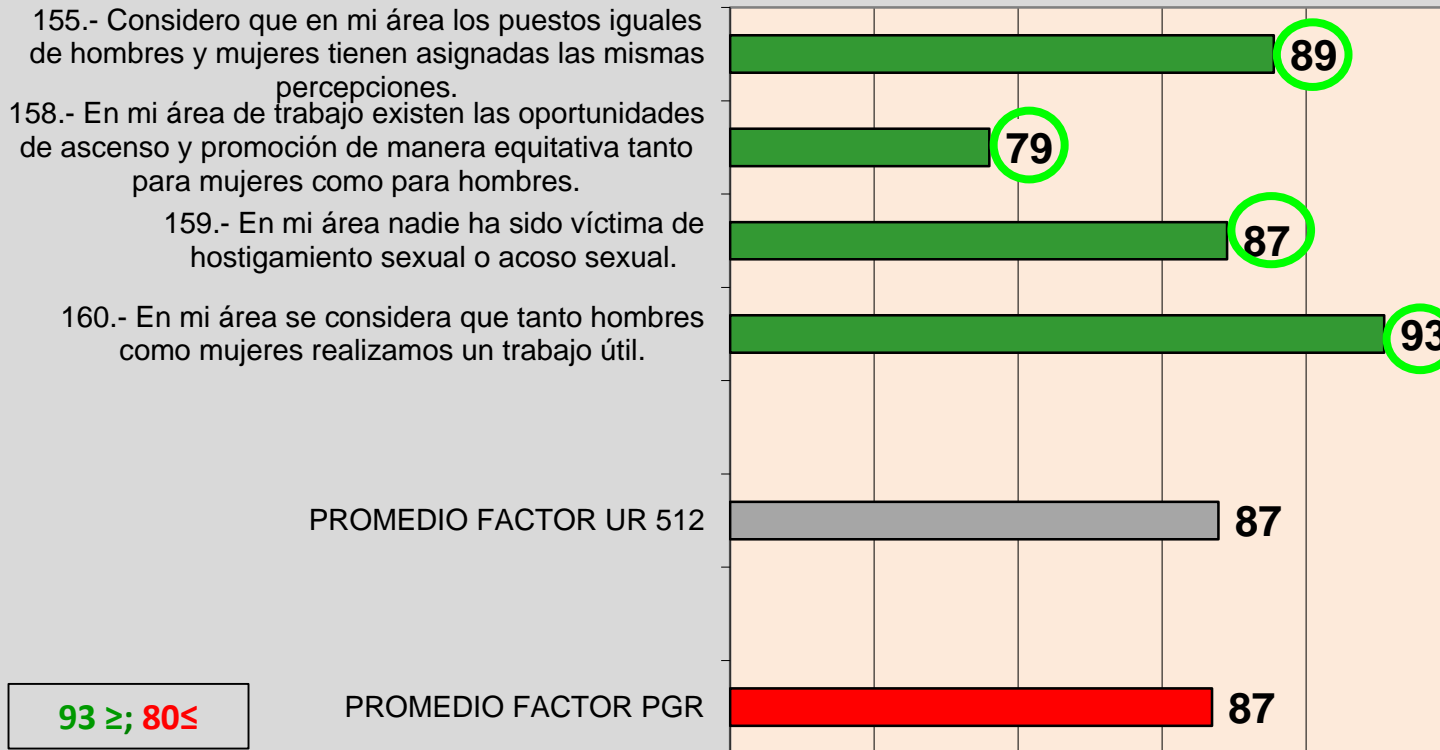 155.- Considero que en mi área los puestos iguales
de hombres y mujeres tienen asignadas las mismas
percepciones.
89
158.- En mi área de trabajo existen las oportunidades
de ascenso y promoción de manera equitativa tanto
para mujeres como para hombres.
79
159.- En mi área nadie ha sido víctima de
hostigamiento sexual o acoso sexual.
87
160.- En mi área se considera que tanto hombres
como mujeres realizamos un trabajo útil.
93
PROMEDIO FACTOR UR 512
87
PROMEDIO FACTOR PGR
87
93 ≥; 80≤